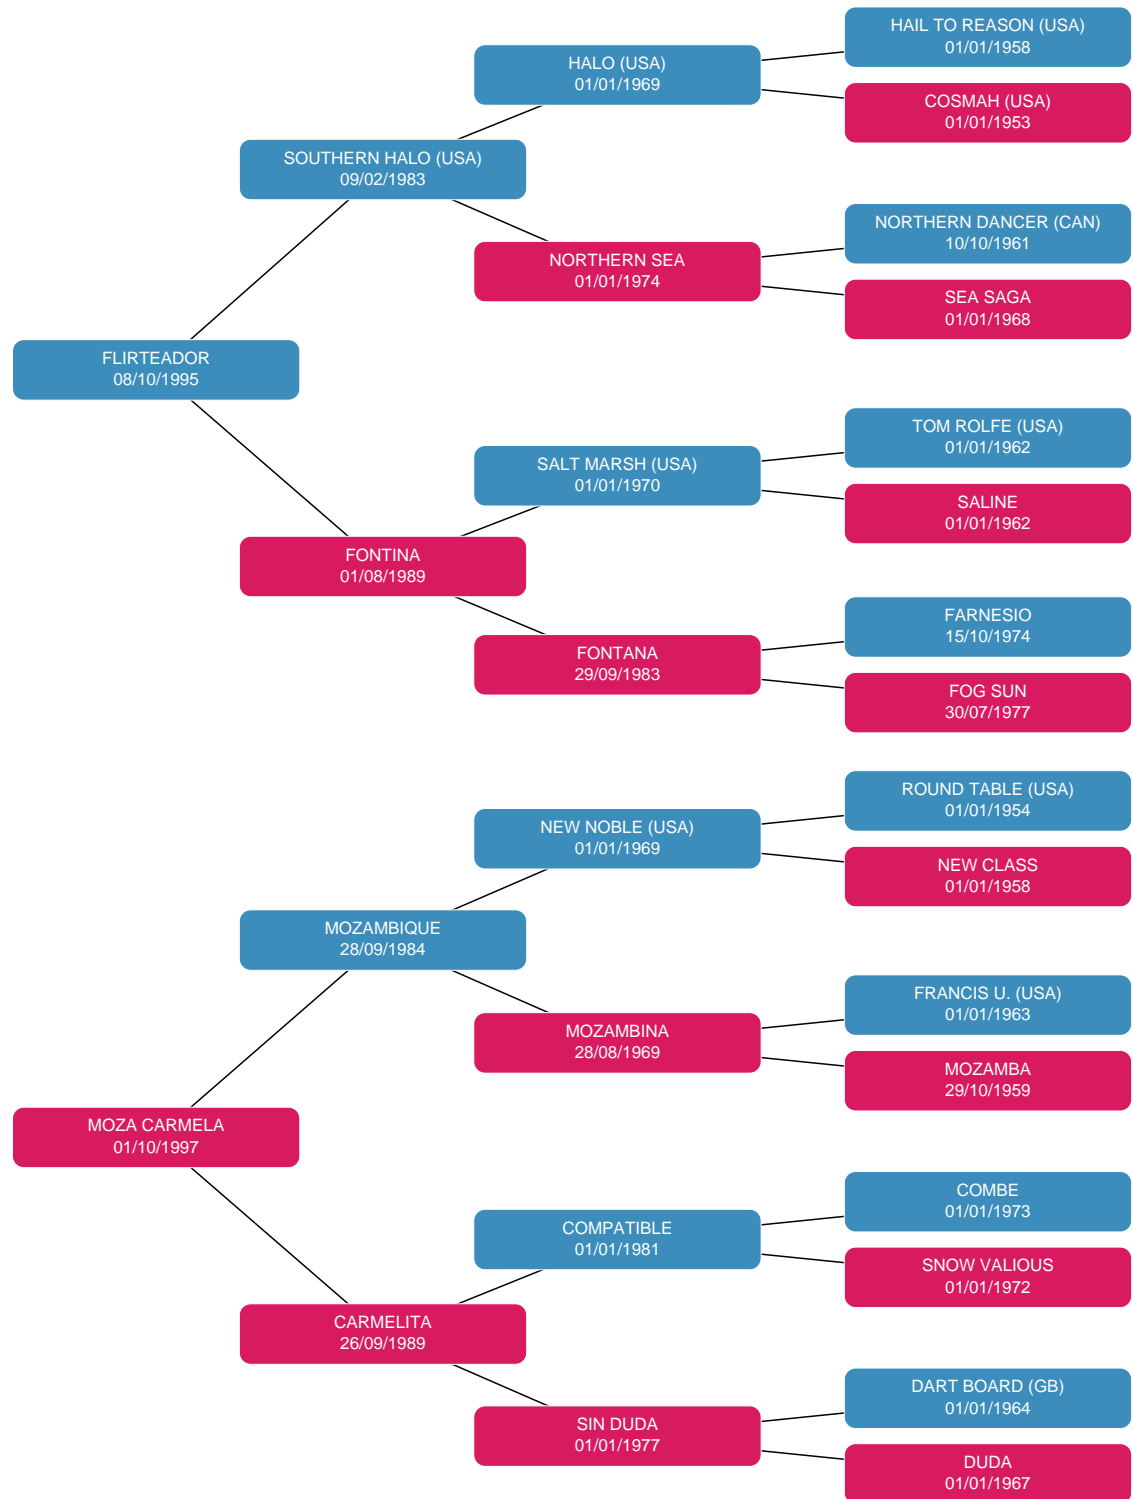 HAIL TO REASON (USA)
01/01/1958
HALO (USA)
01/01/1969
COSMAH (USA)
01/01/1953
SOUTHERN HALO (USA)
09/02/1983
NORTHERN DANCER (CAN)
10/10/1961
NORTHERN SEA
01/01/1974
SEA SAGA
01/01/1968
FLIRTEADOR
08/10/1995
TOM ROLFE (USA)
01/01/1962
SALT MARSH (USA)
01/01/1970
SALINE
01/01/1962
FONTINA
01/08/1989
FARNESIO
15/10/1974
FONTANA
29/09/1983
FOG SUN
30/07/1977
ROUND TABLE (USA)
01/01/1954
NEW NOBLE (USA)
01/01/1969
NEW CLASS
01/01/1958
MOZAMBIQUE
28/09/1984
FRANCIS U. (USA)
01/01/1963
MOZAMBINA
28/08/1969
MOZAMBA
29/10/1959
MOZA CARMELA
01/10/1997
COMBE
01/01/1973
COMPATIBLE
01/01/1981
SNOW VALIOUS
01/01/1972
CARMELITA
26/09/1989
DART BOARD (GB)
01/01/1964
SIN DUDA
01/01/1977
DUDA
01/01/1967